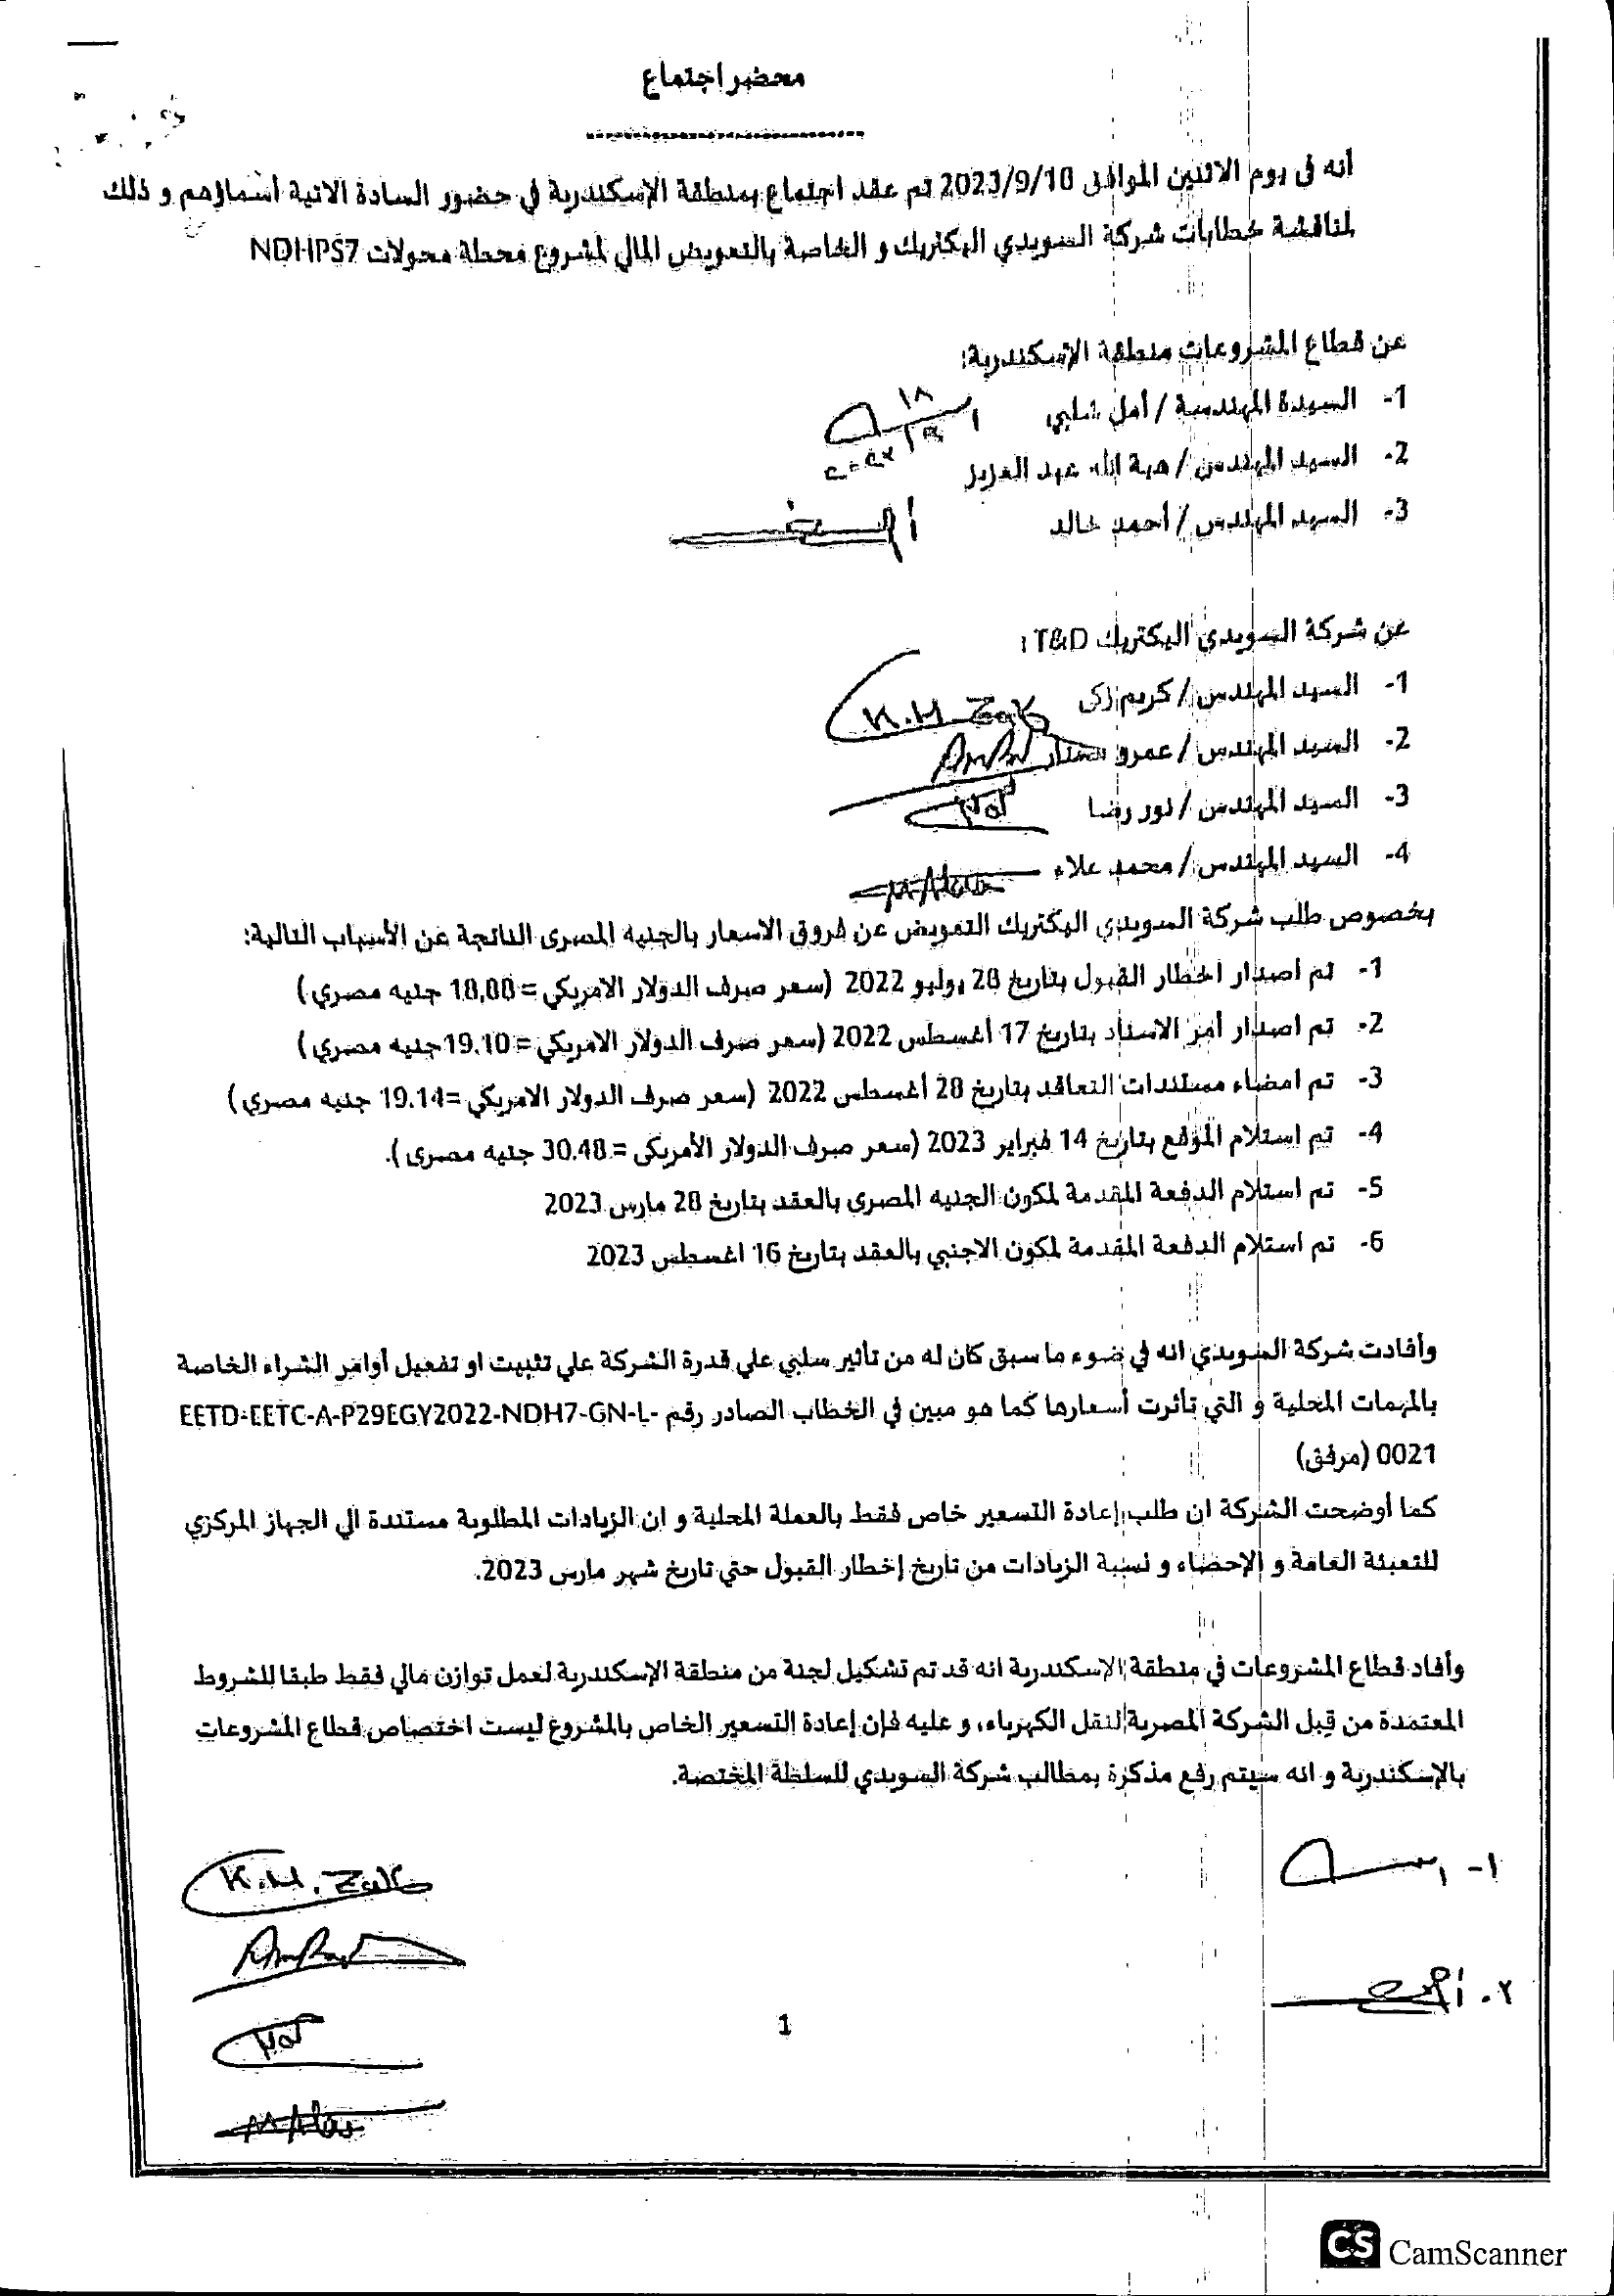 محضر اجتماع
أنه في يوم الاثنين الموافق 2023/9/18 تم عقد اجتماع بمنطقة الإسكندرية في حضور السادة الاتية أسماؤهم و ذلك
لمناقشة خطابات شركة السويدي اليكتريك و الخاصة بالتعويض المالي لمشروع محطة محولات NDHPS7
عن قطاع المشروعات منطقة الإسكندرية:
1- السيدة المهندسة / أمل شلبي
2- السيد المهندس / هبة الله عبد العزيز
3- السيد المهندس / أحمد خالد
عن شركة السويدي اليكتريك T&D :
1- السيد المهندس / كريم زكى
K.H Zaki
2- السيد المهندس / عمرو
3- السيد المهندس / نور رضا
4- السيد المهندس / محمد علاء
M Alaa
بخصوص طلب شركة السويدي اليكتريك التعويض عن فروق الاسعار بالجنيه المصرى الناتجة عن الأسباب التالية:
1- تم اصدار اخطار القبول بتاريخ 28 يوليو 2022 (سعر صرف الدولار الامريكي = جنيه مصري)
2- تم اصدار أمر الاسناد بتاريخ 17 أغسطس 2022 (سعر صرف الدولار الامريكي = 19.10 جنيه مصري)
3- تم امضاء مستندات التعاقد بتاريخ 28 أغسطس 2022 (سعر صرف الدولار الامريكي =19.14 جنيه مصري)
4- تم استلام الموقع بتاريخ 14 فبراير 2023 (سعر صرف الدولار الأمريكى = 30.48 جنيه مصرى).
5- تم استلام الدفعة المقدمة لمكون الجنيه المصرى بالعقد بتاريخ 28 مارس 2023
6- تم استلام الدفعة المقدمة لمكون الاجنبي بالعقد بتاريخ 16 اغسطس 2023
وأفادت شركة السويدي انه في ضوء ما سبق كان له من تأثير سلبي علي قدرة الشركة علي تثبيت او تفعيل أوامر الشراء الخاصة
بالمهمات المحلية و التي تأثرت أسعارها كما هو مبين في الخطاب الصادر رقم EETD-EETC-A-P29EGY2022-NDH7-GN-L-
0021 (مرفق)
كما أوضحت الشركة ان طلب إعادة التسعير خاص فقط بالعملة المحلية و ان الزيادات المطلوبة مستندة الي الجهاز المركزي
للتعبئة العامة و الإحصاء و نسبة الزيادات من تاريخ إخطار القبول حتي تاريخ شهر مارس 2023.
وأفاد قطاع المشروعات في منطقة الإسكندرية انه قد تم تشكيل لجنة من منطقة الإسكندرية لعمل توازن مالي فقط طبقا للشروط
المعتمدة من قبل الشركة المصرية لنقل الكهرباء، و عليه فإن إعادة التسعير الخاص بالمشروع ليست اختصاص قطاع المشروعات
بالإسكندرية و انه سيتم رفع مذكرة بمطالب شركة السويدي للسلطة المختصة.
١-
K.H. Zaki
٢-
1
M Alaa
CS CamScanner